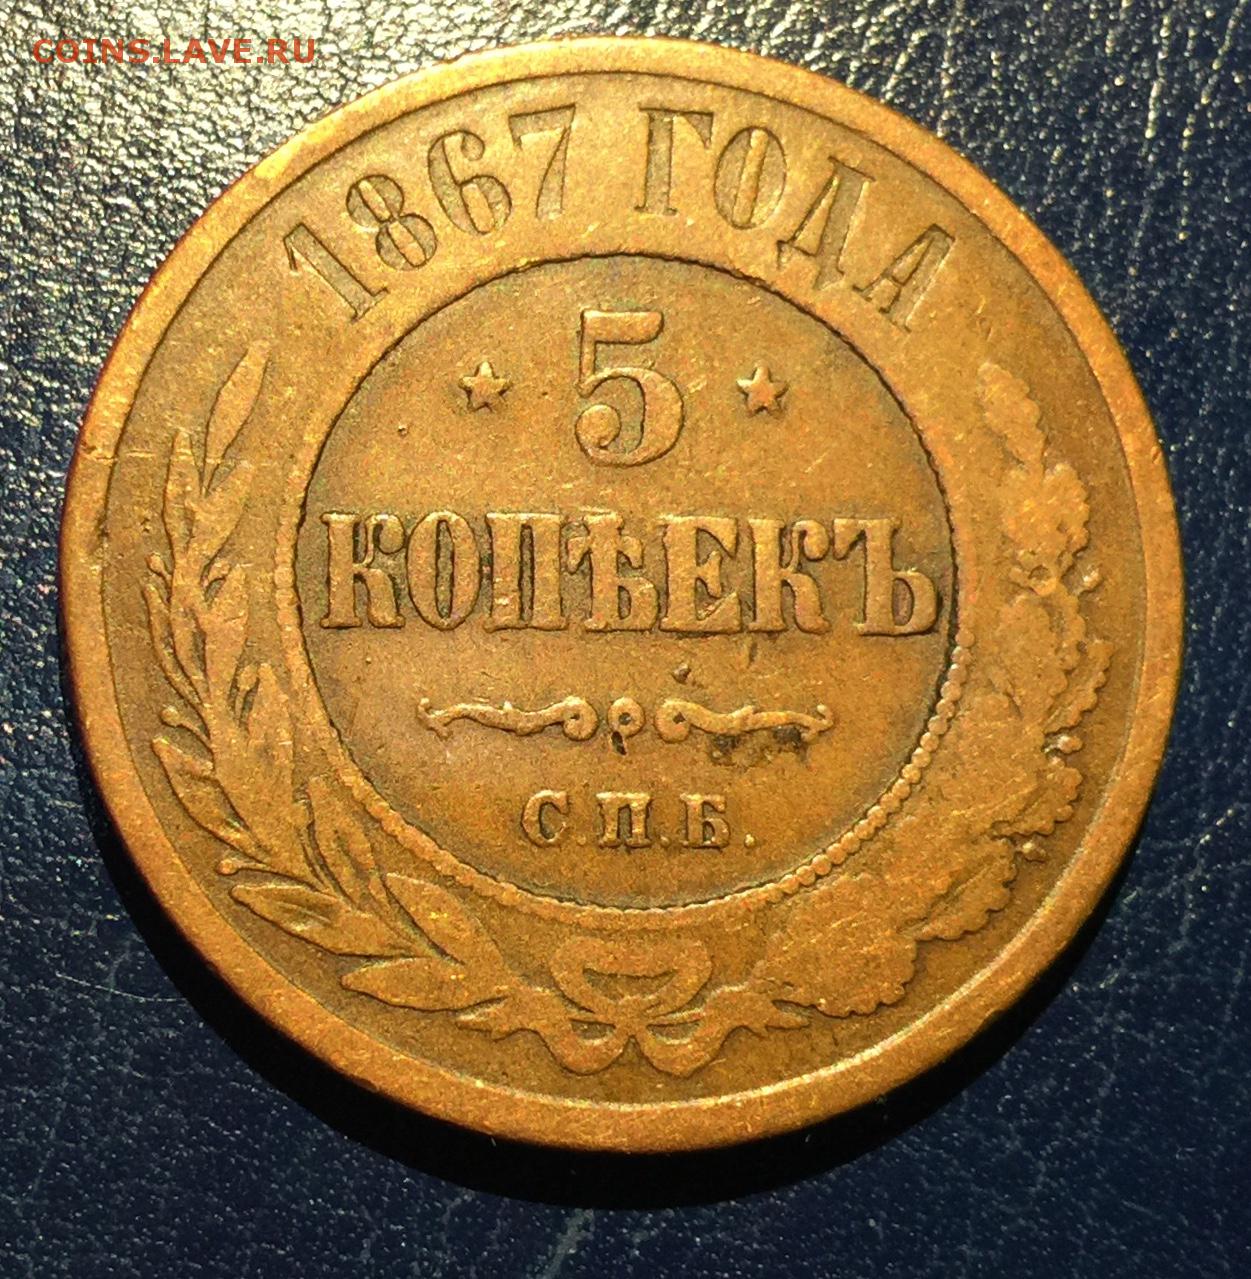 COINS.LAVE.RU
1867 ГОДА
5
КОПѢЕКЪ
С.П.Б.